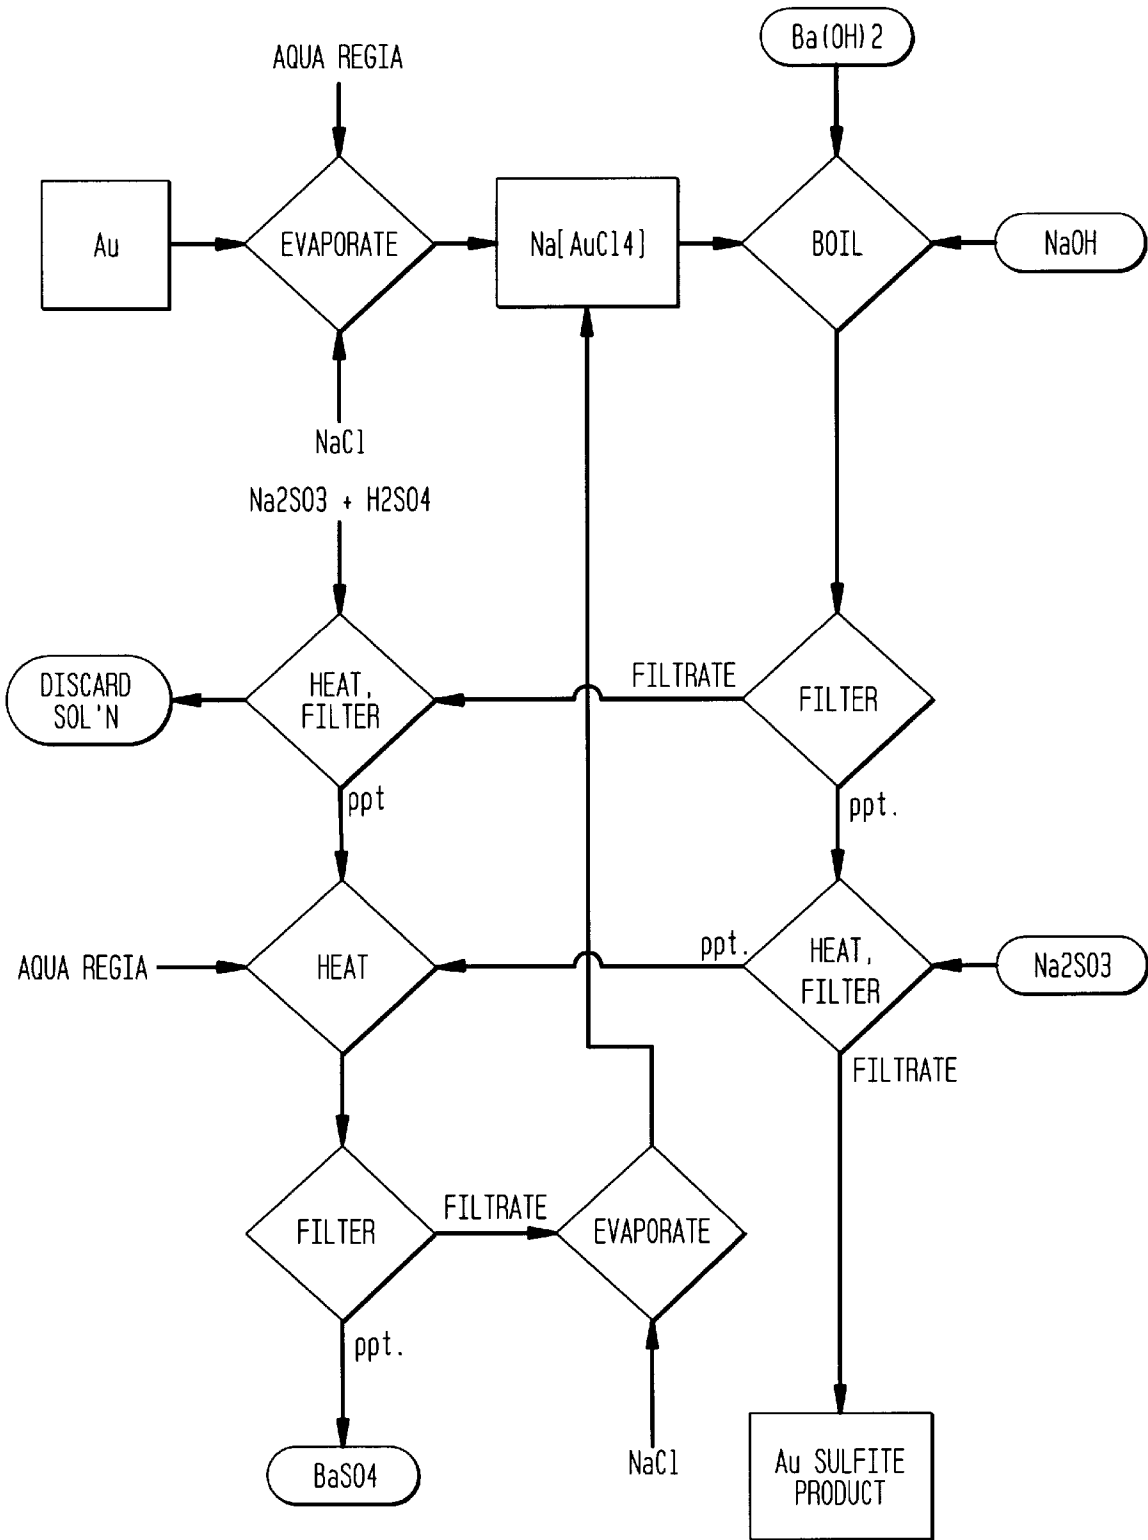 Ba(OH)2
AQUA REGIA
Au
EVAPORATE
Na[AuCl4]
BOIL
NaOH
NaCl
Na2SO3 + H2SO4
DISCARD
SOL'N
HEAT,
FILTER
FILTRATE
FILTER
ppt
ppt.
AQUA REGIA
HEAT
ppt.
HEAT,
FILTER
Na2SO3
FILTRATE
FILTER
FILTRATE
EVAPORATE
ppt.
BaSO4
NaCl
Au SULFITE
PRODUCT